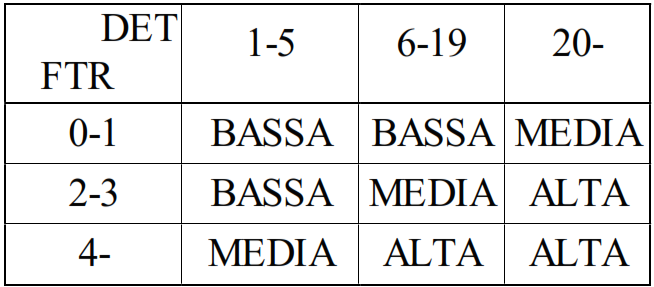 DET
FTR 1-5 6-19 20-
0-1 BASSA BASSA MEDIA
2-3 BASSA MEDIA ALTA
4- MEDIA ALTA ALTA